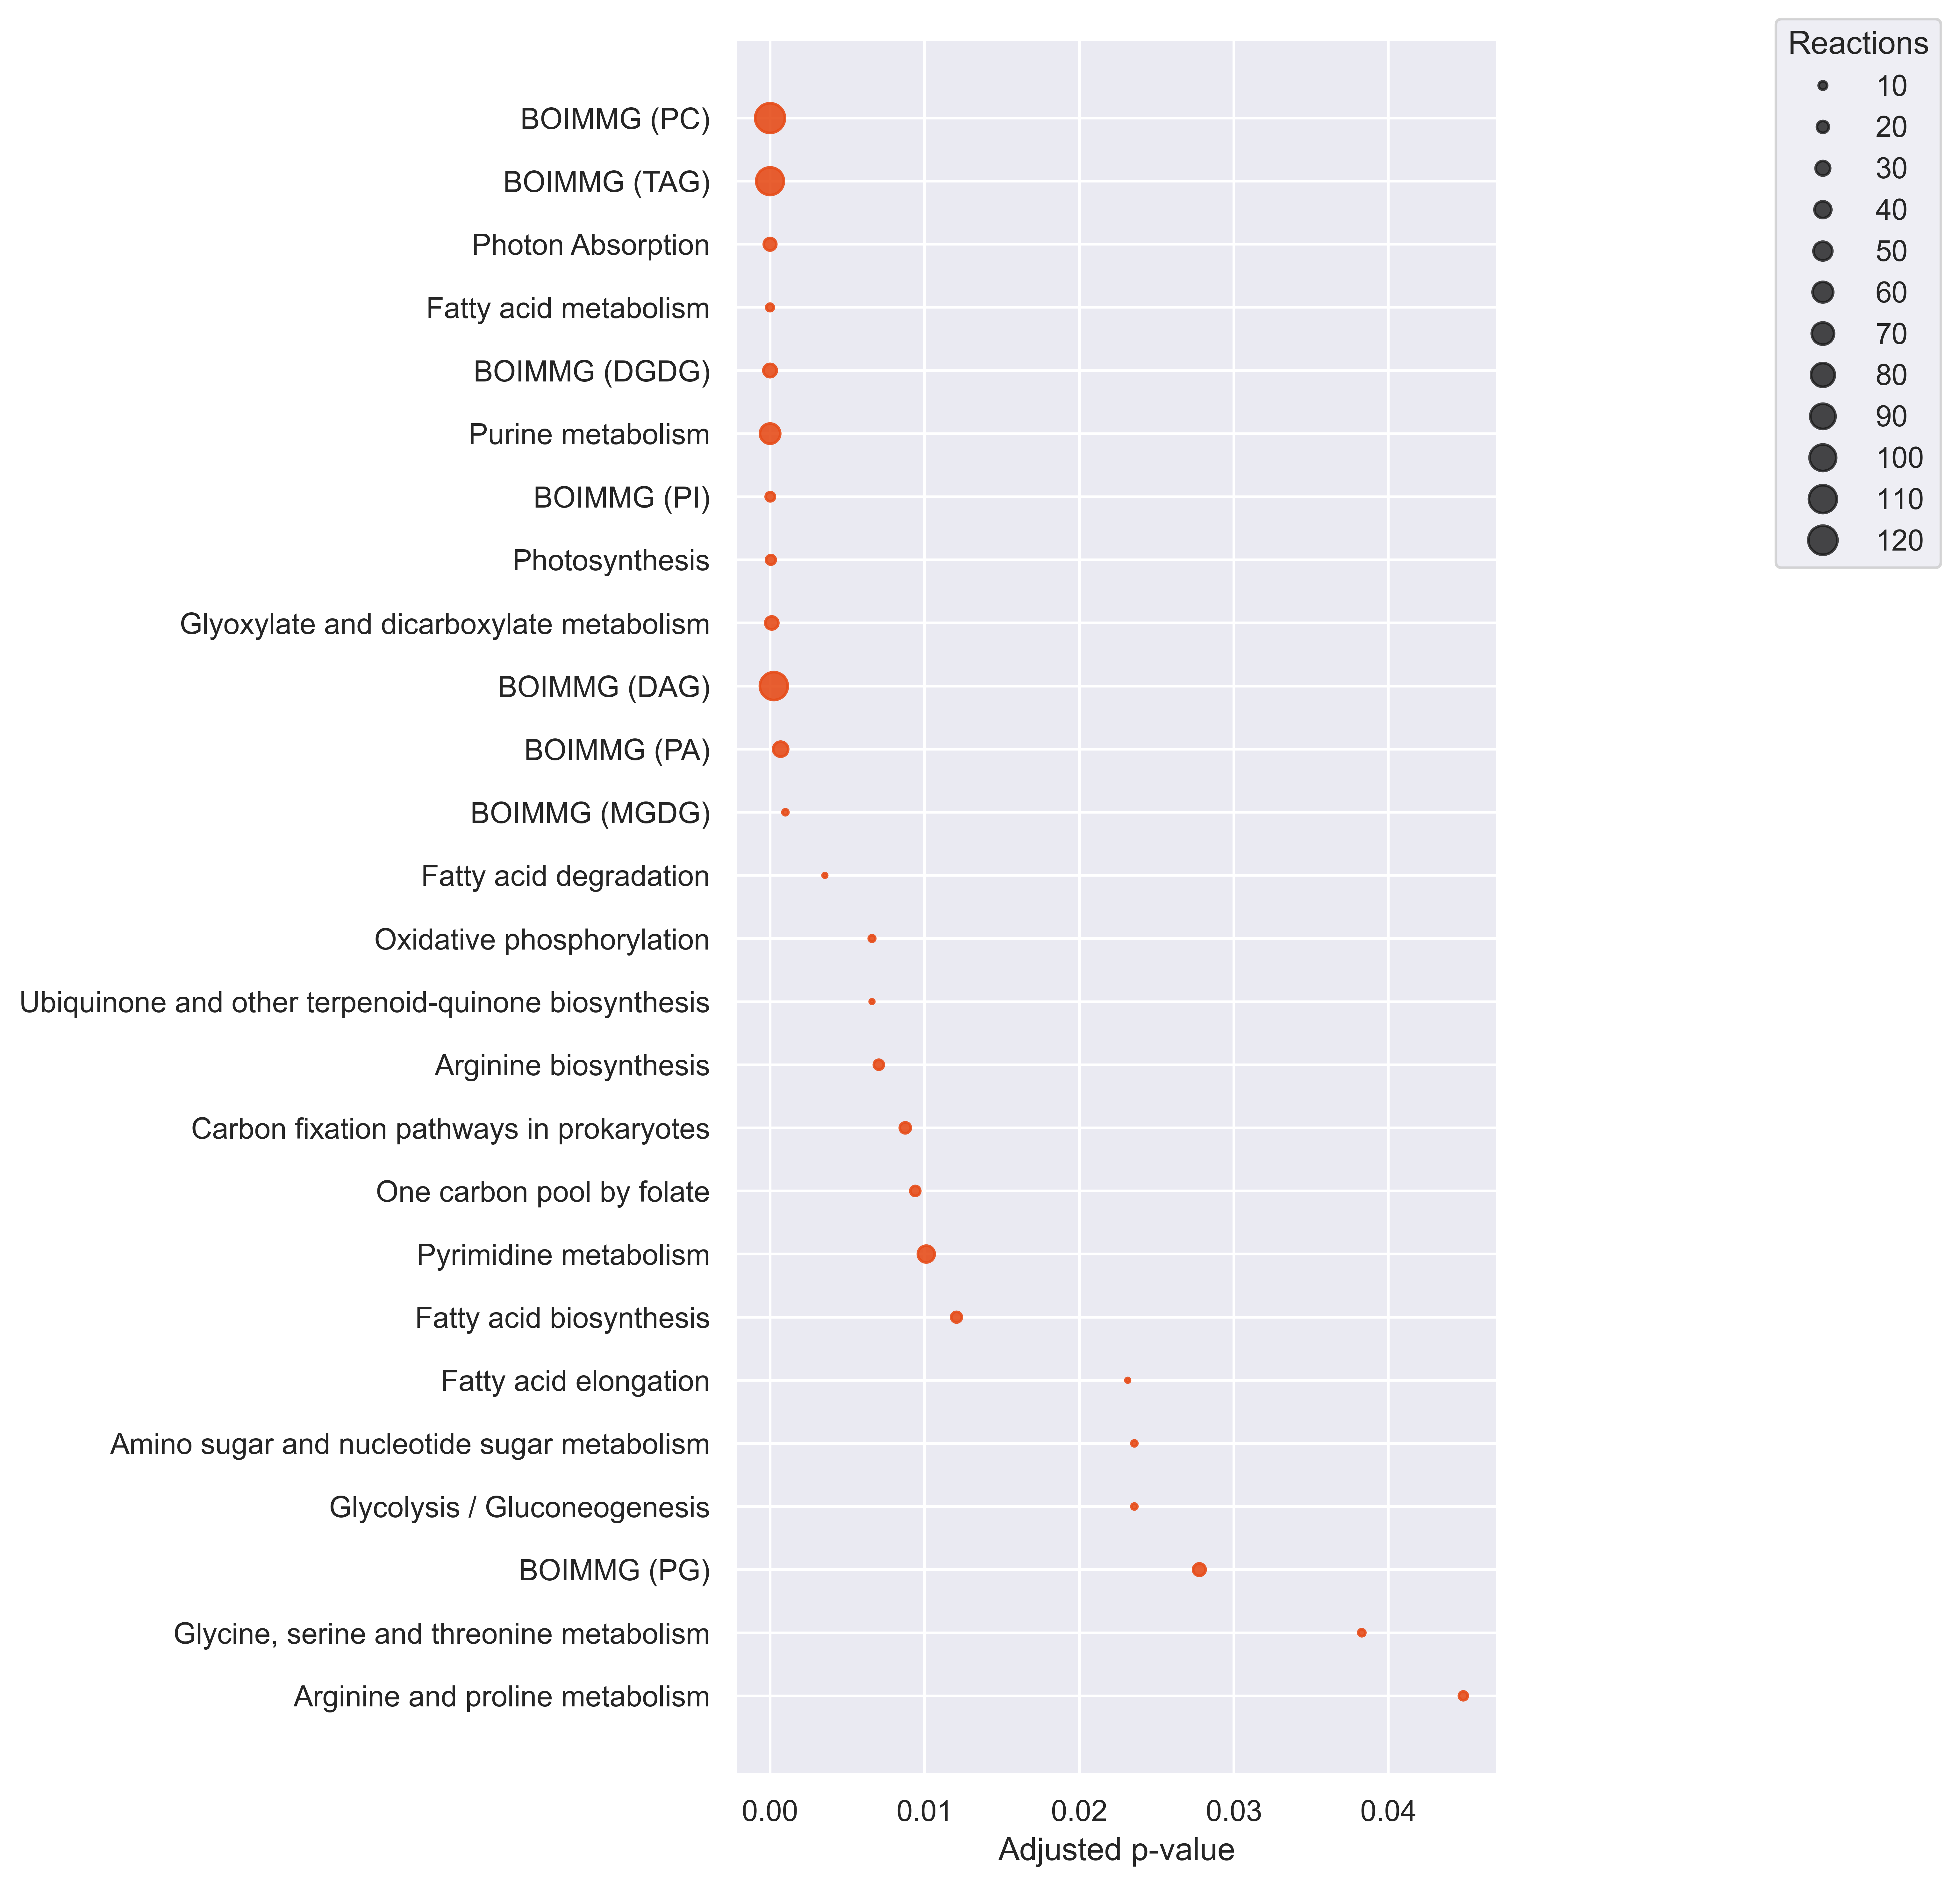 BOIMMG (PC)
BOIMMG (TAG)
Photon Absorption
Fatty acid metabolism
BOIMMG (DGDG)
Purine metabolism
BOIMMG (PI)
Photosynthesis
Glyoxylate and dicarboxylate metabolism
BOIMMG (DAG)
BOIMMG (PA)
BOIMMG (MGDG)
Fatty acid degradation
Oxidative phosphorylation
Ubiquinone and other terpenoid-quinone biosynthesis
Arginine biosynthesis
Carbon fixation pathways in prokaryotes
One carbon pool by folate
Pyrimidine metabolism
Fatty acid biosynthesis
Fatty acid elongation
Amino sugar and nucleotide sugar metabolism
Glycolysis / Gluconeogenesis
BOIMMG (PG)
Glycine, serine and threonine metabolism
Arginine and proline metabolism
0.00 0.01 0.02 0.03 0.04
Adjusted p-value
Reactions
10
20
30
40
50
60
70
80
90
100
110
120